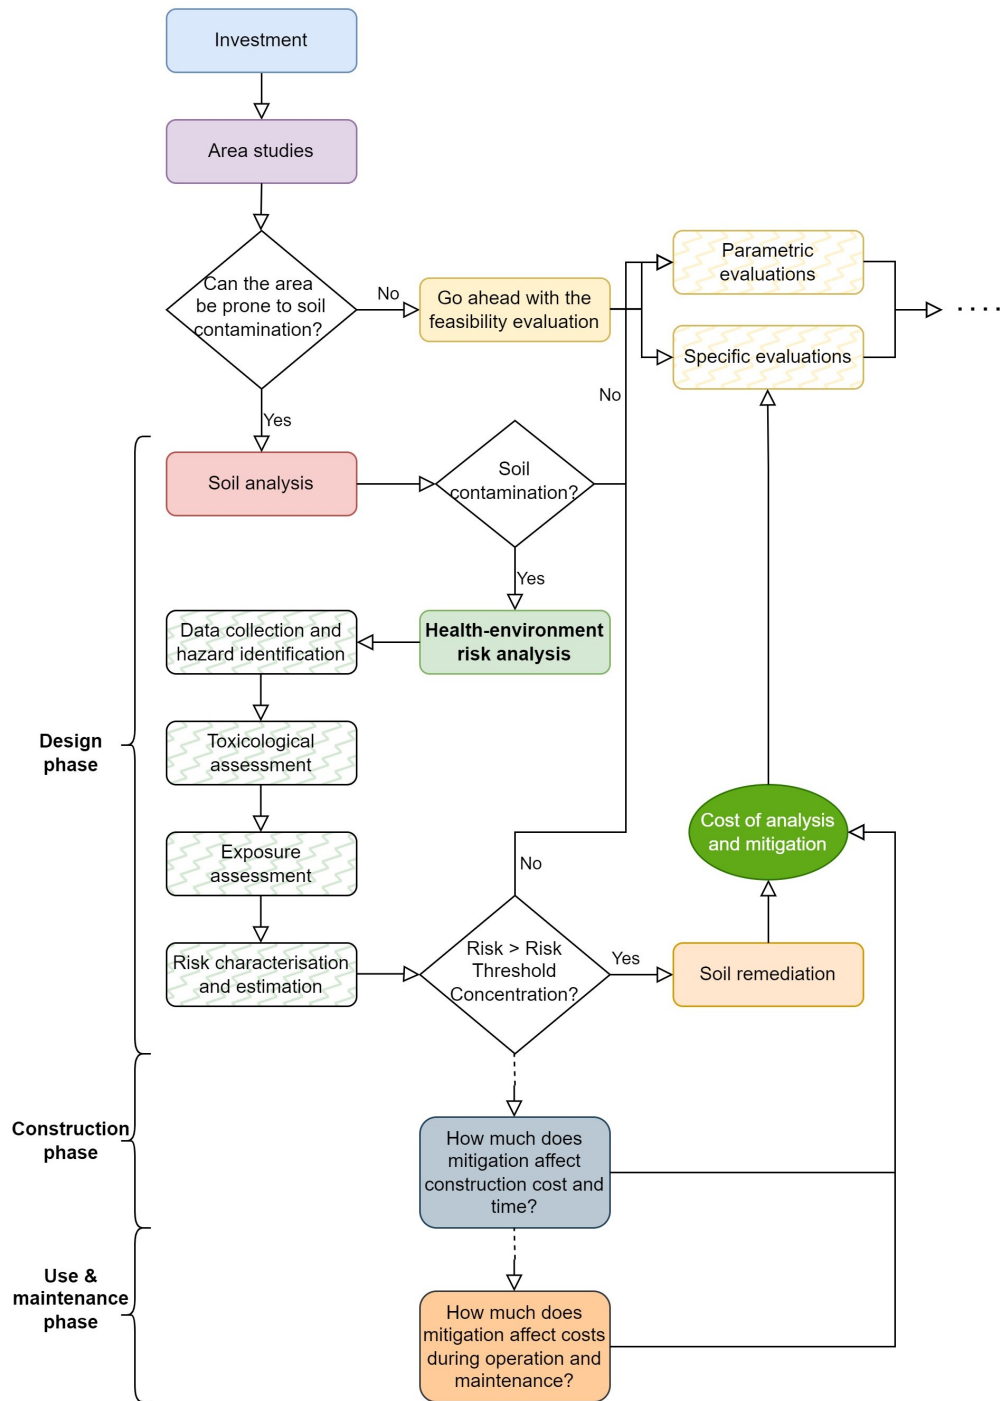 Investment
Area studies
Can the area
be prone to soil
contamination?
No
Go ahead with the
feasibility evaluation
Parametric
evaluations
Specific evaluations
....
No
Yes
Soil analysis
Soil
contamination?
Yes
Health-environment
risk analysis
Data collection and
hazard identification
Design
phase
Toxicological
assessment
Exposure
assessment
Cost of analysis
and mitigation
No
Risk characterisation
and estimation
Risk > Risk
Threshold
Concentration?
Yes
Soil remediation
Construction
phase
How much does
mitigation affect
construction cost and
time?
Use &
maintenance
phase
How much does
mitigation affect costs
during operation and
maintenance?